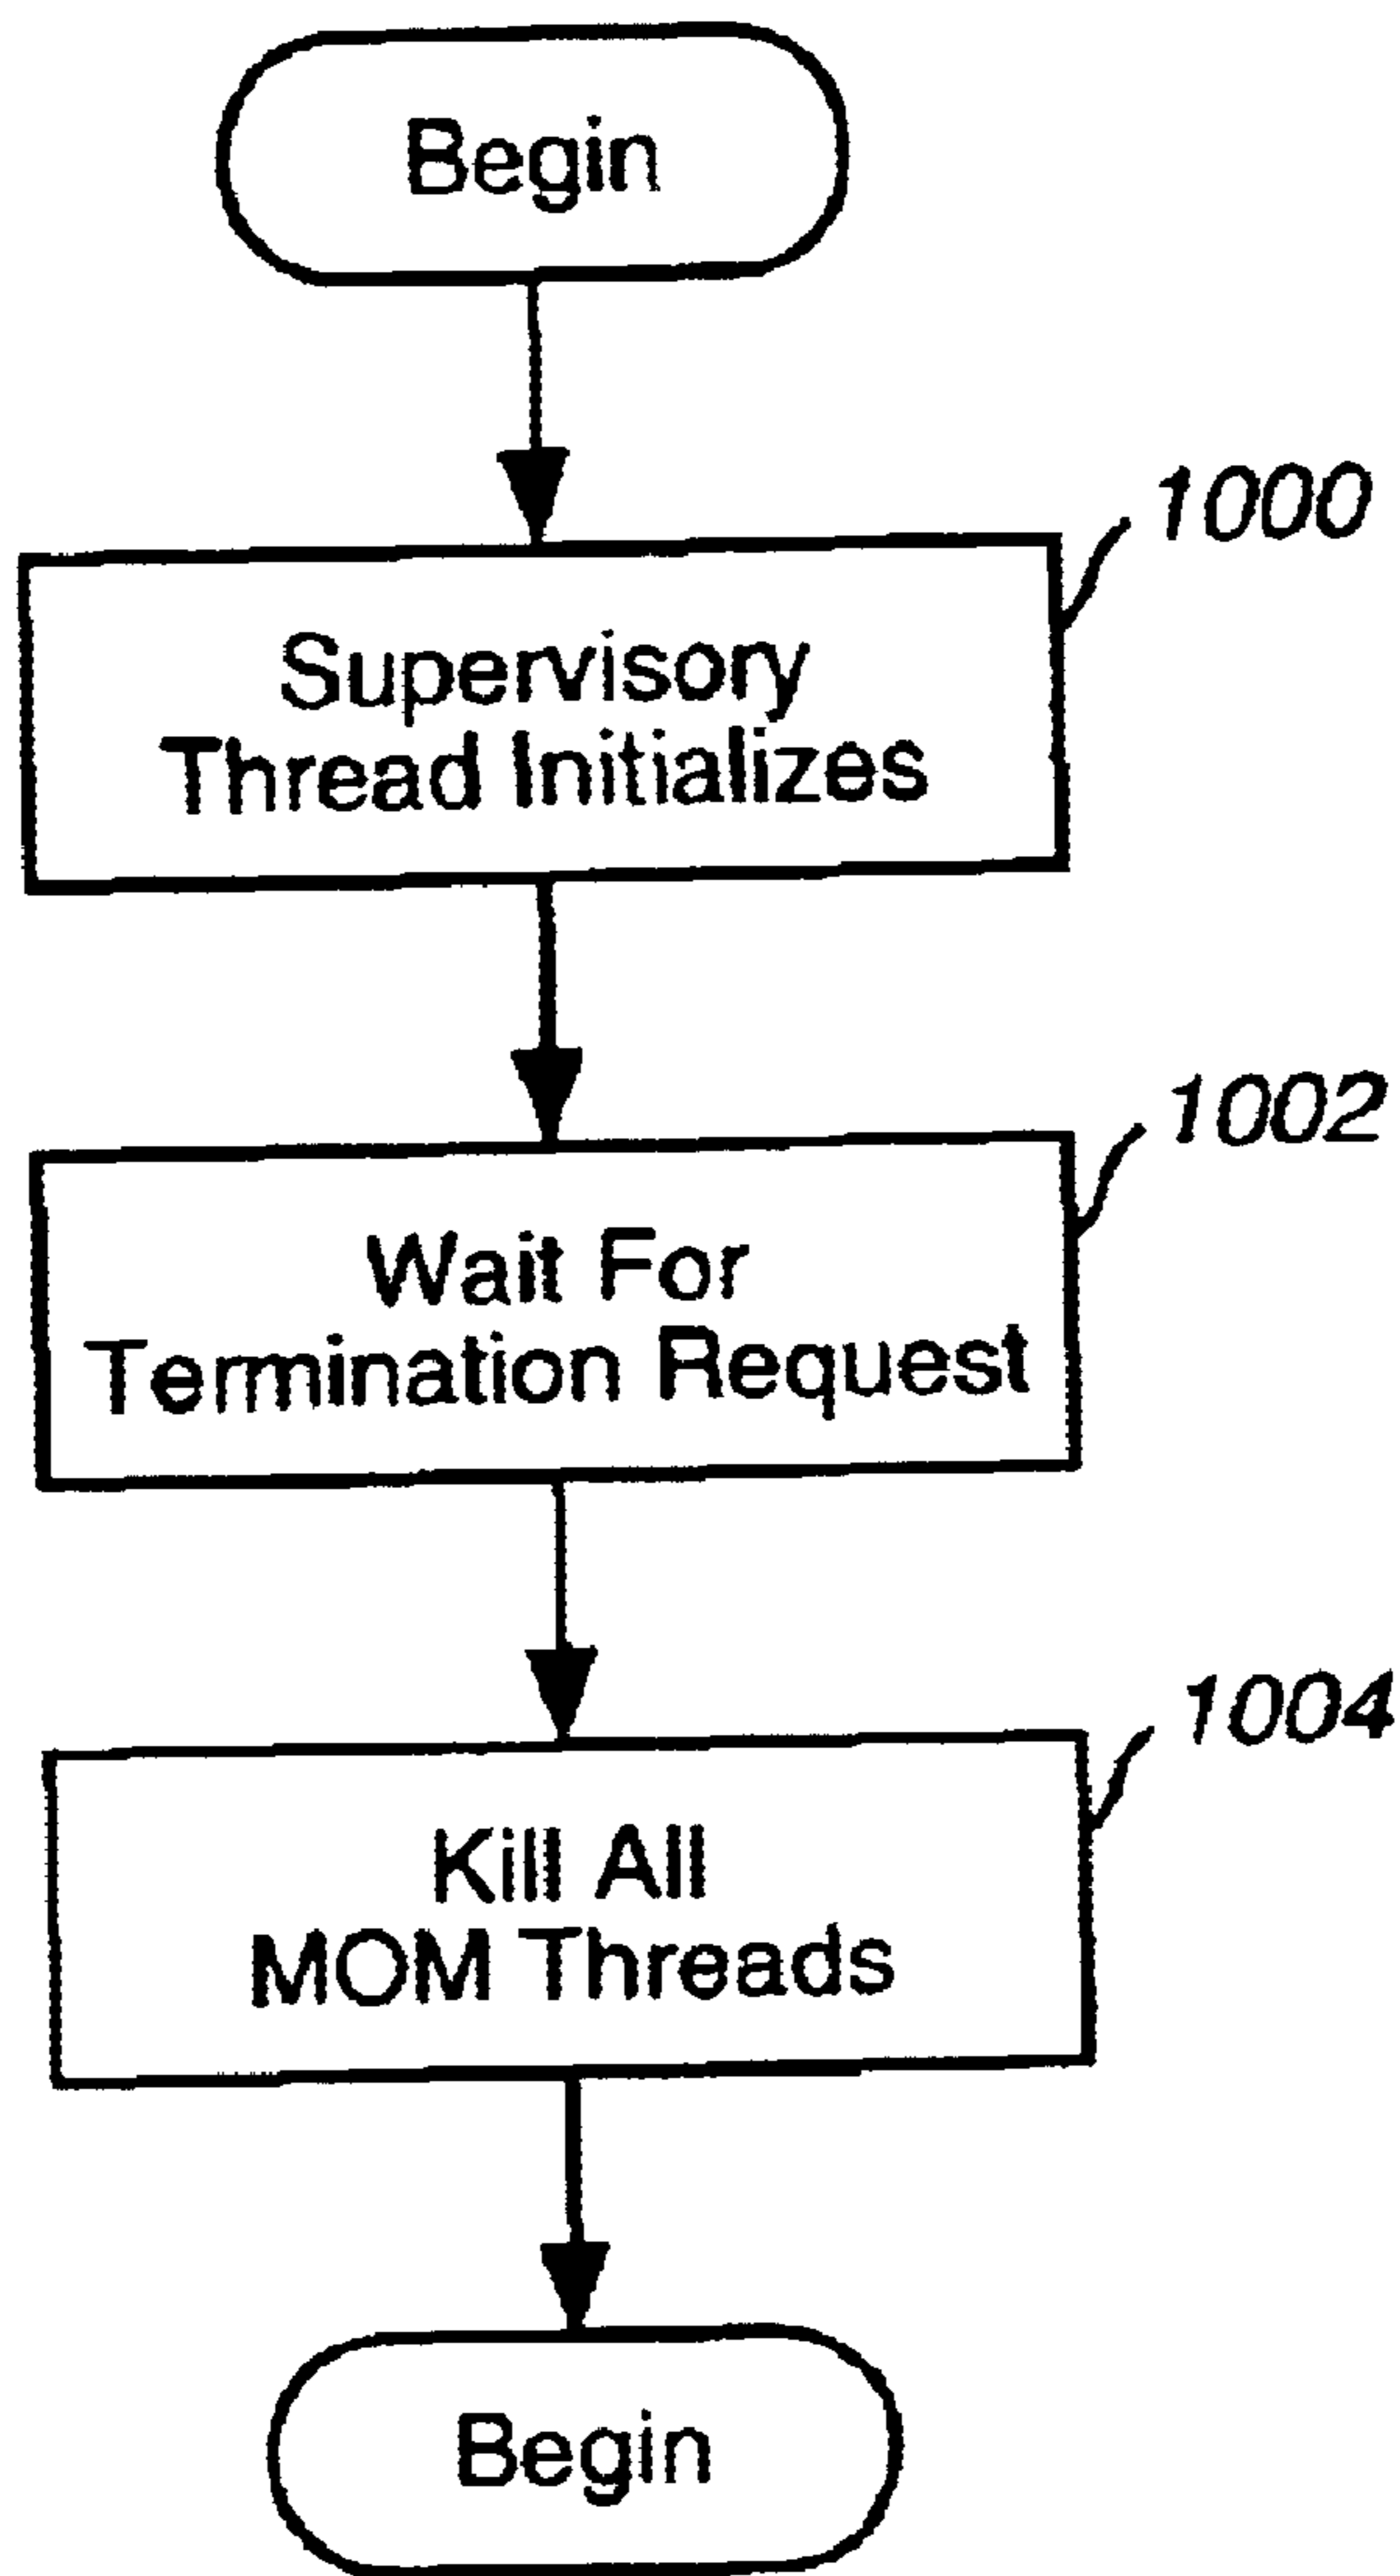 Begin
1000
Supervisory
Thread Initializes
1002
Wait For
Termination Request
1004
Kill All
MOM Threads
Begin